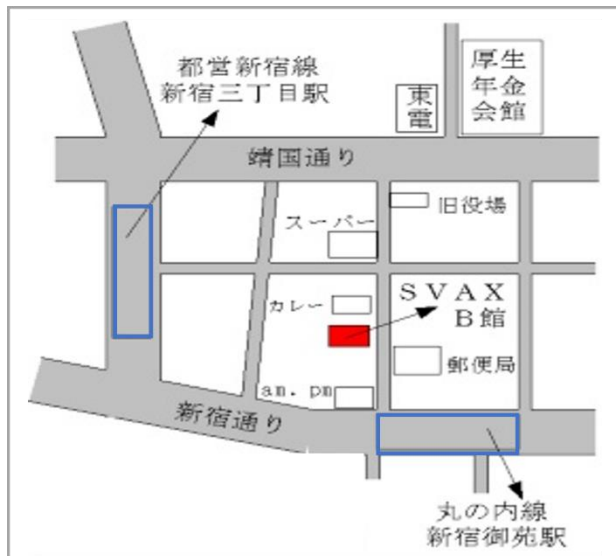 都営新宿線
新宿三丁目駅
厚生
年金
会館
東電
靖国通り
スーパー
旧役場
カレー
ＳＶＡＸ
Ｂ館
郵便局
am. pm
新宿通り
丸の内線
新宿御苑駅